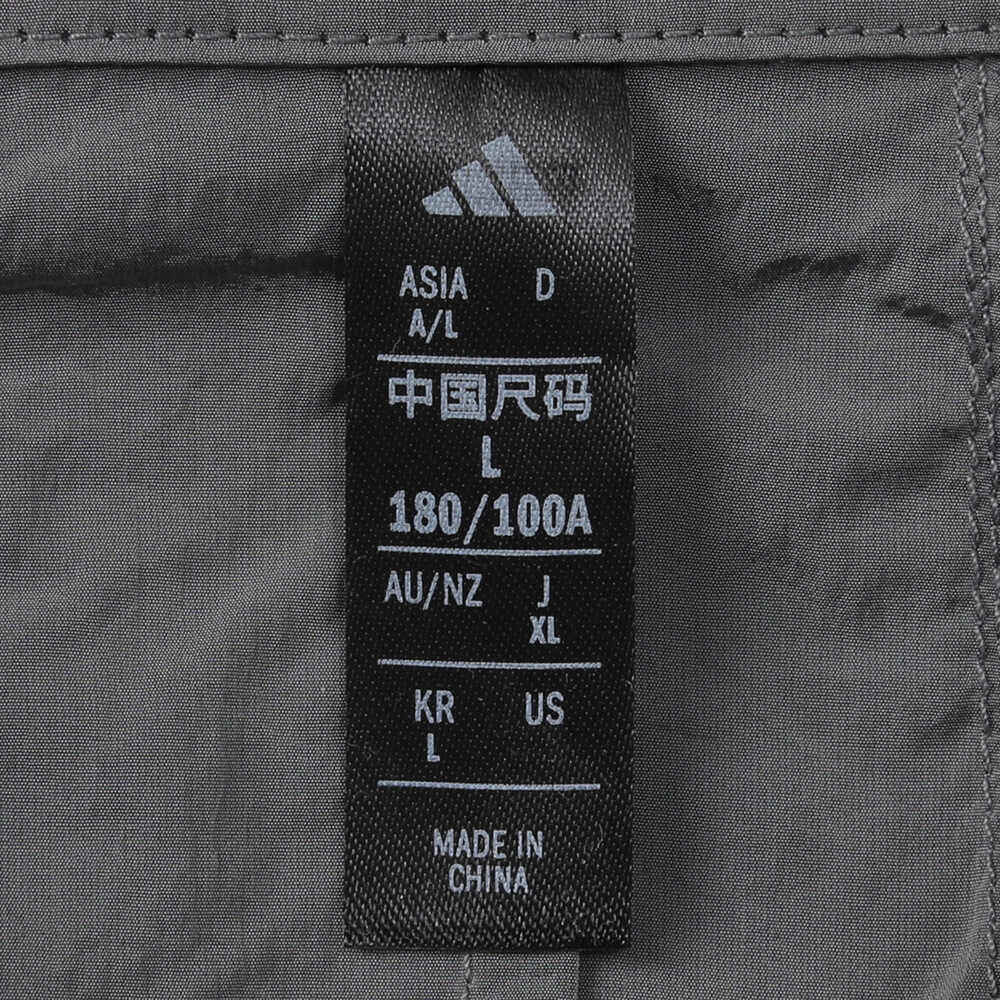 ASIA D
A/L
中国尺码
L
180/100A
AU/NZ J
XL
KR US
L
MADE IN
CHINA